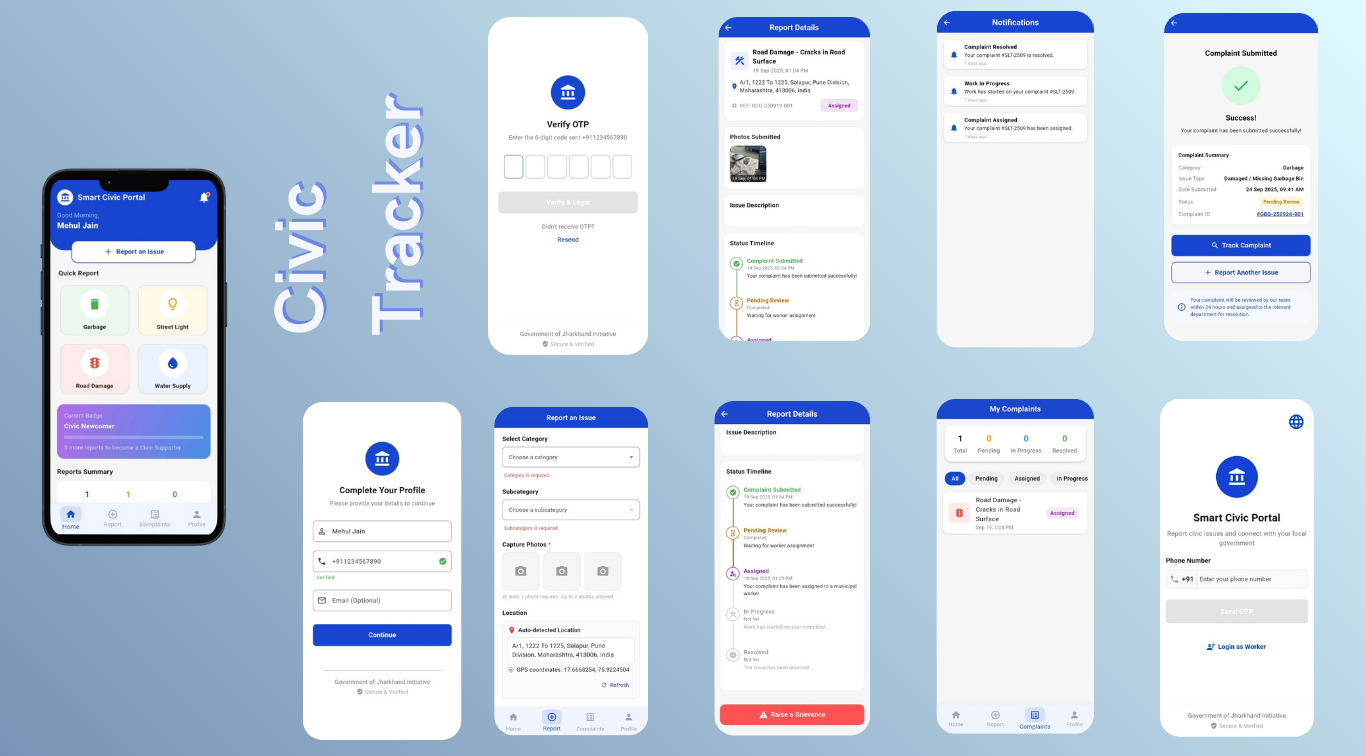 Smart Civic Portal
Good Morning,
Mehul Jain
+ Report an Issue
Quick Report
Garbage
Street Light
Road Damage
Water Supply
Current Badge
Civic Newcomer
5 more reports to become a Civic Supporter
Reports Summary
1 1 0
Home Report Complaints Profile
Civic
Tracker
Verify OTP
Enter the 6-digit code sent +911234567890
Verify & Login
Didn't receive OTP?
Resend
Government of Jharkhand Initiative
Secure & Verified
Report Details
Road Damage - Cracks in Road
Surface
19 Sep 2025, 01:04 PM
A/1, 1222 To 1225, Solapur, Pune Division,
Maharashtra, 413006, India
# REF: RDG-250919-001 Assigned
Photos Submitted
19 Sep 01:04 PM
Issue Description
Status Timeline
Complaint Submitted
19 Sep 2025, 01:04 PM
Your complaint has been submitted successfully!
Pending Review
Completed
Waiting for worker assignment
Assigned
Notifications
Complaint Resolved
Your complaint #SLT-2509 is resolved.
7 days ago
Work In Progress
Work has started on your complaint #SLT-2509.
7 days ago
Complaint Assigned
Your complaint #SLT-2509 has been assigned.
7 days ago
Complaint Submitted
Success!
Your complaint has been submitted successfully!
Complaint Summary
Category Garbage
Issue Type Damaged / Missing Garbage Bin
Date Submitted 24 Sep 2025, 09:41 AM
Status Pending Review
Complaint ID #GBG-250924-001
Track Complaint
+ Report Another Issue
Your complaint will be reviewed by our team
within 24 hours and assigned to the relevant
department for resolution.
Complete Your Profile
Please provide your details to continue
Mehul Jain
+911234567890
Verified
Email (Optional)
Continue
Government of Jharkhand Initiative
Secure & Verified
Report an Issue
Select Category
Choose a category
Category is required
Subcategory
Choose a subcategory
Subcategory is required
Capture Photos *
At least 1 photo required. Up to 3 photos allowed.
Location
Auto-detected Location
A/1, 1222 To 1225, Solapur, Pune
Division, Maharashtra, 413006, India
GPS coordinates: 17.6668254, 75.9224504
Refresh
Home Report Complaints Profile
Report Details
Issue Description
Status Timeline
Complaint Submitted
19 Sep 2025, 01:04 PM
Your complaint has been submitted successfully!
Pending Review
Completed
Waiting for worker assignment
Assigned
19 Sep 2025, 01:05 PM
Your complaint has been assigned to a municipal
worker
In Progress
Not Yet
Work has started on your complaint.
Resolved
Not Yet
The issue has been resolved.
Raise a Grievance
My Complaints
1 0 0 0
Total Pending In Progress Resolved
All Pending Assigned In Progress
Road Damage -
Cracks in Road
Surface
Sep 19, 1:04 PM
Assigned
Home Report Complaints Profile
Smart Civic Portal
Report civic issues and connect with your local
government
Phone Number
+91 Enter your phone number
Send OTP
Login as Worker
Government of Jharkhand Initiative
Secure & Verified